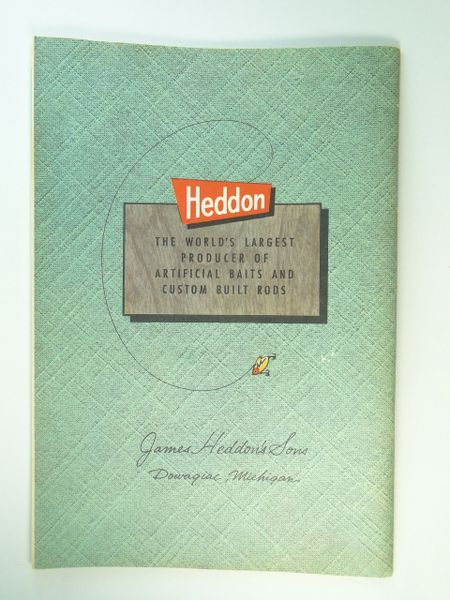 Heddon
THE WORLD'S LARGEST
PRODUCER OF
ARTIFICIAL BAITS AND
CUSTOM BUILT RODS
James Heddon's Sons
Dowagiac, Michigan